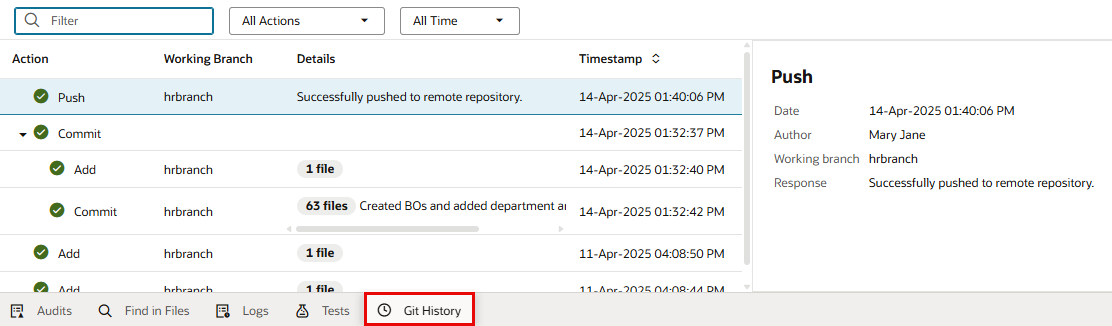 Filter All Actions All Time
Action Working Branch Details Timestamp
Push hrbranch Successfully pushed to remote repository. 14-Apr-2025 01:40:06 PM
Commit 14-Apr-2025 01:32:37 PM
Add hrbranch 1 file 14-Apr-2025 01:32:40 PM
Commit hrbranch 63 files Created BOs and added department an 14-Apr-2025 01:32:42 PM
Add hrbranch 1 file 11-Apr-2025 04:08:50 PM
Add hrbranch 1 file 11-Apr-2025 04:08:44 PM
Push
Date 14-Apr-2025 01:40:06 PM
Author Mary Jane
Working branch hrbranch
Response Successfully pushed to remote repository.
Audits Find in Files Logs Tests Git History